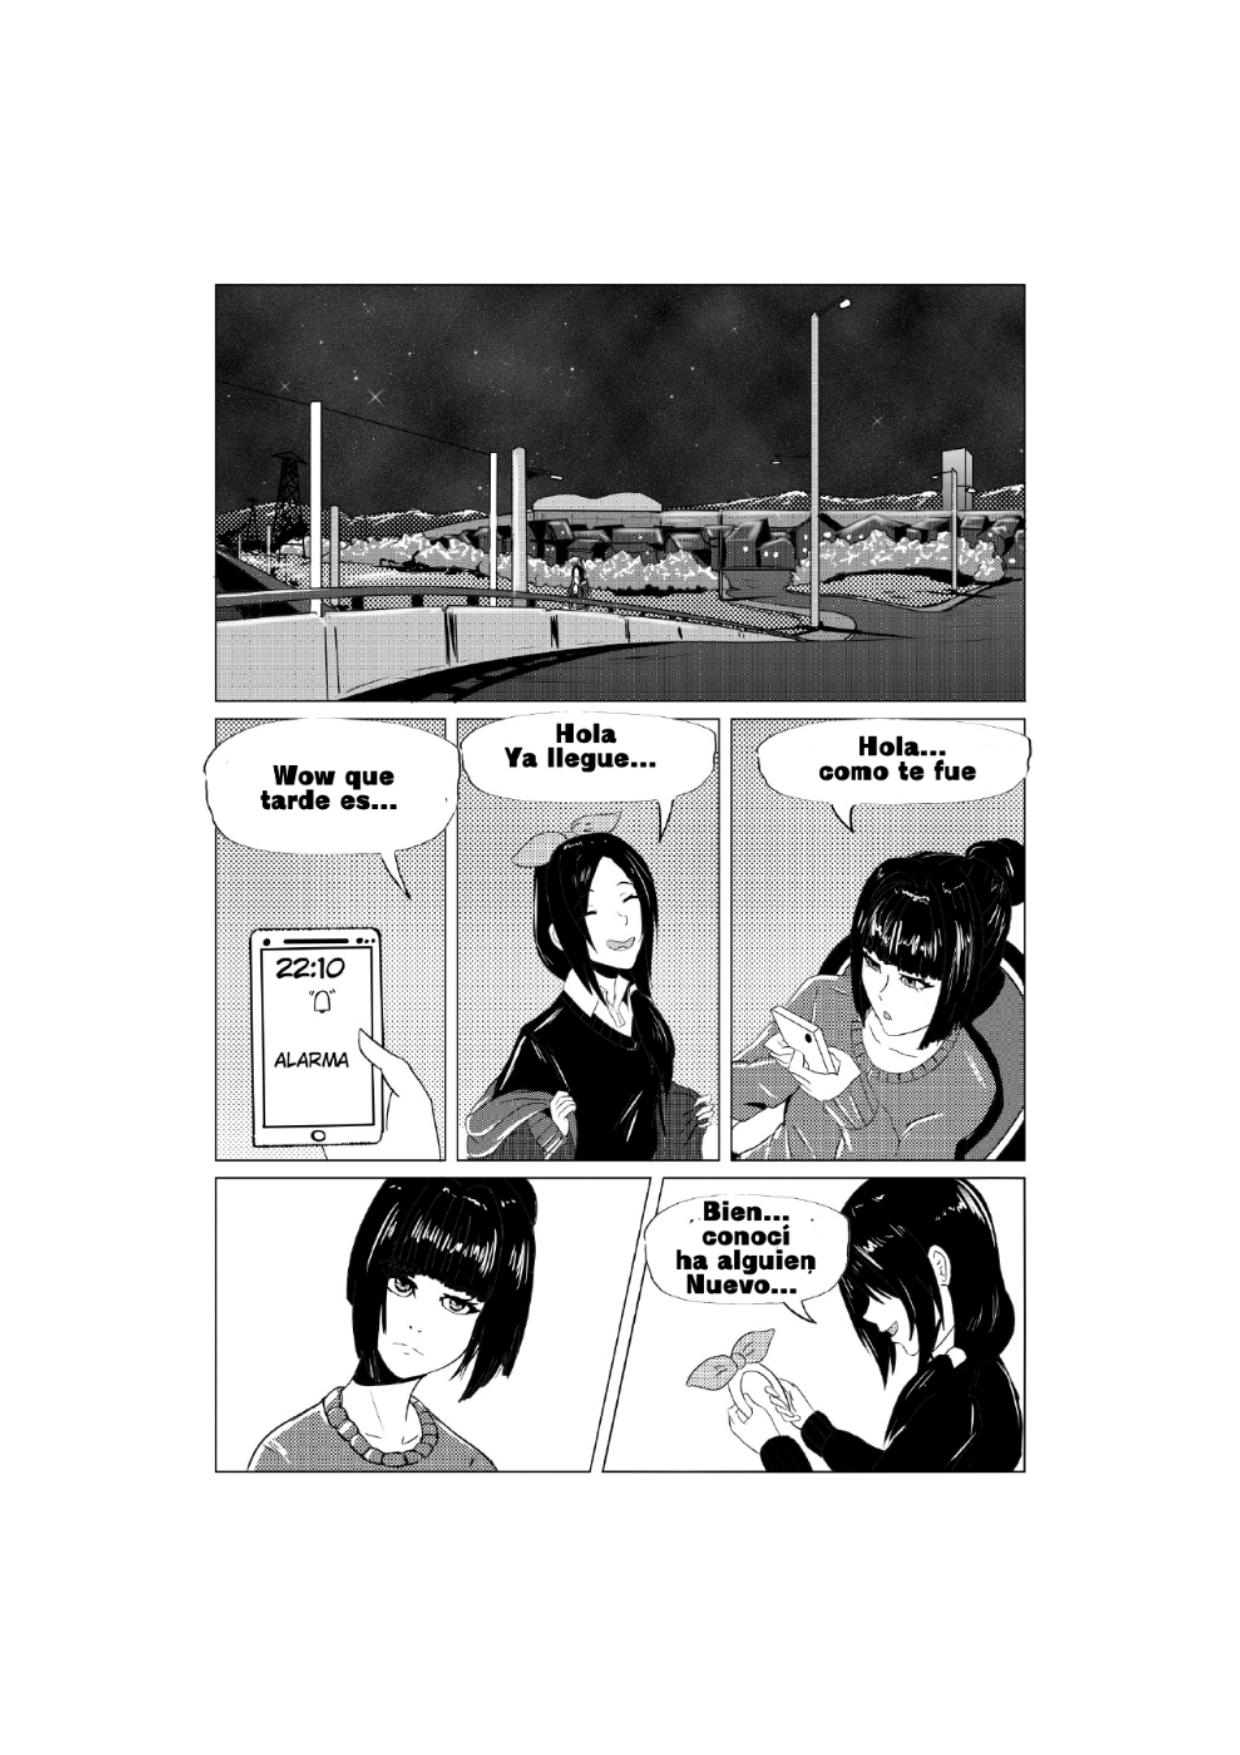 Wow que
tarde es...
22:10
ALARMA
Hola
Ya llegue...
Hola...
como te fue
Bien...
conocí
ha alguien
Nuevo...